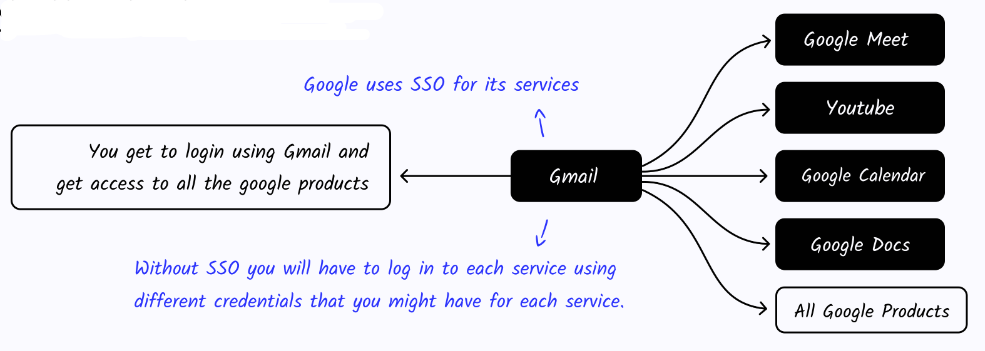 Google Meet
Google uses SSO for its services
Youtube
You get to login using Gmail and
get access to all the google products
Gmail
Google Calendar
Google Docs
Without SSO you will have to log in to each service using
different credentials that you might have for each service.
All Google Products